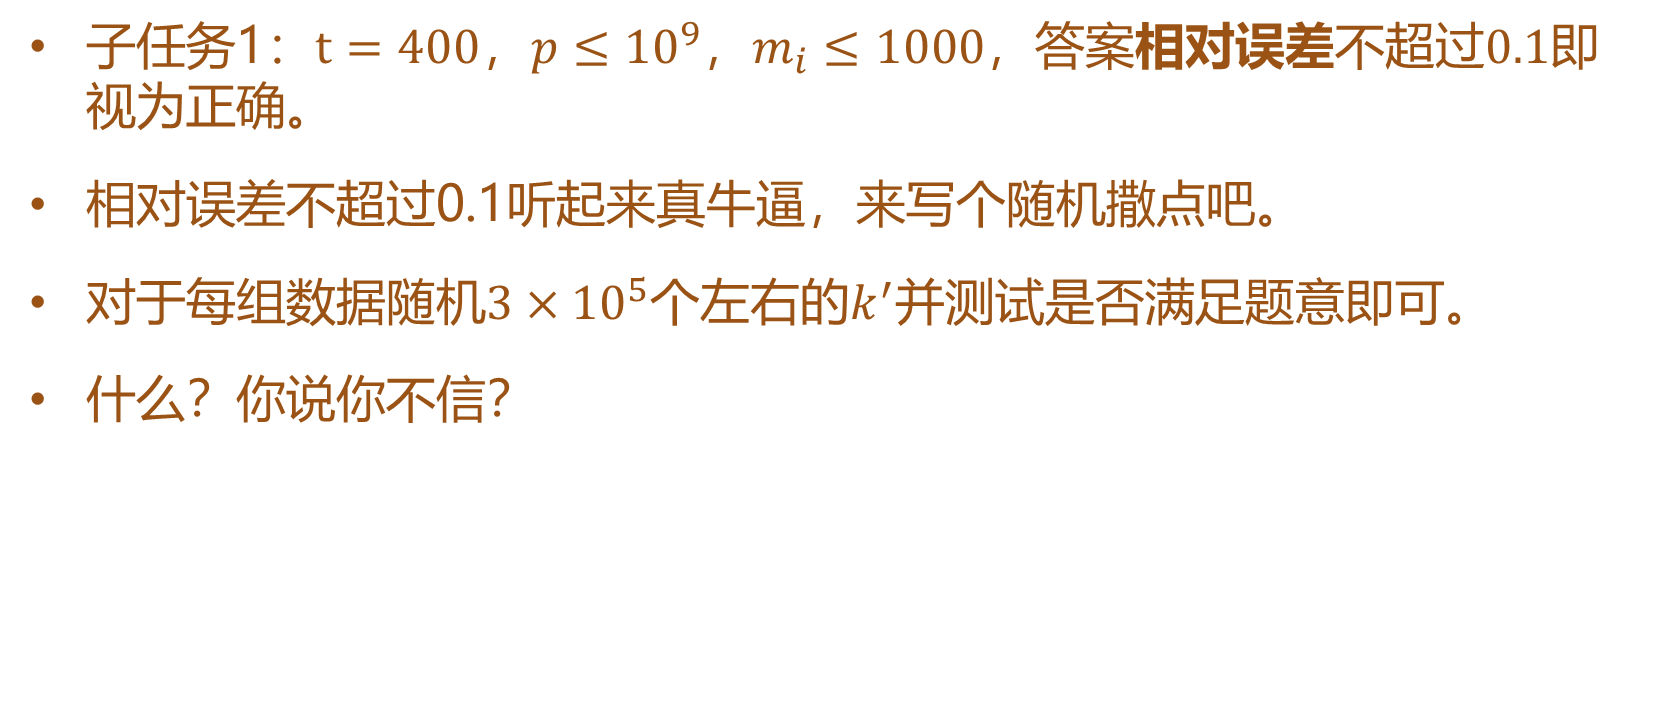 • 子任务1：t = 400，p ≤ 10⁹，mᵢ ≤ 1000，答案相对误差不超过0.1即
视为正确。
• 相对误差不超过0.1听起来真牛逼，来写个随机撒点吧。
• 对于每组数据随机3 × 10⁵个左右的k′并测试是否满足题意即可。
• 什么？你说你不信？